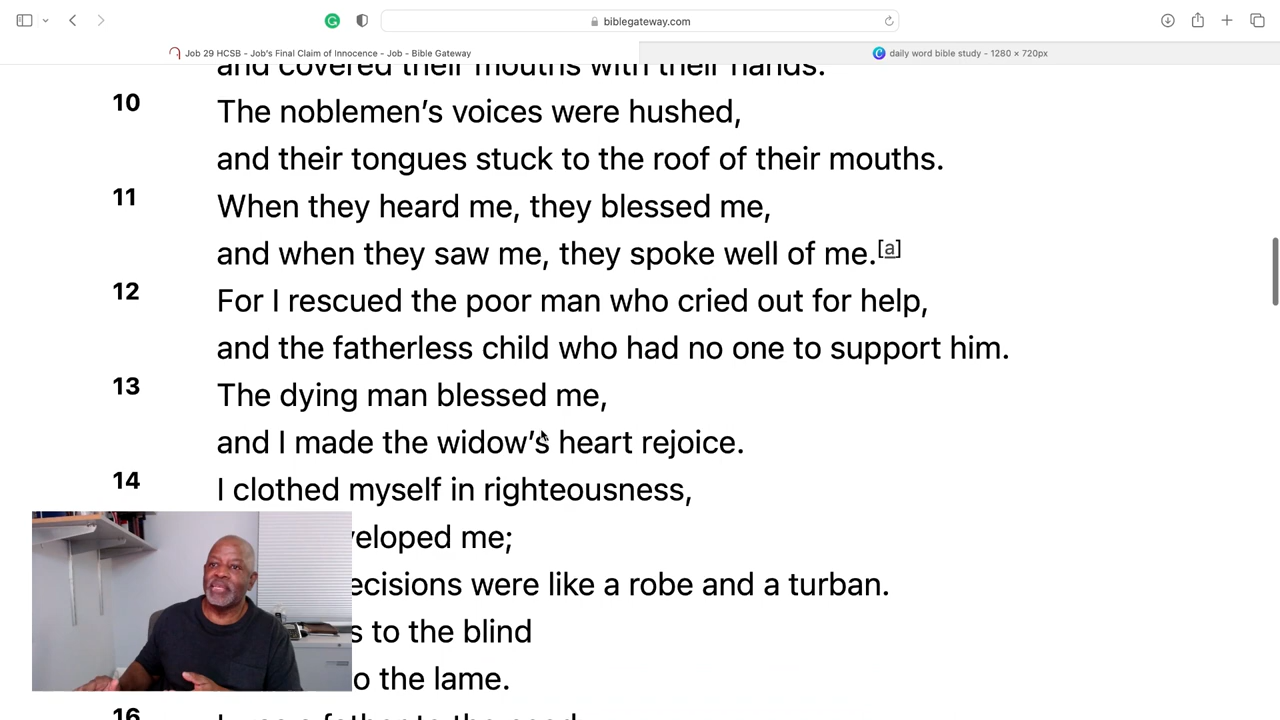 biblegateway.com
Job 29 HCSB - Job's Final Claim of Innocence - Job - Bible Gateway
daily word bible study - 1280 × 720px
and covered their mouths with their hands.
10 The noblemen’s voices were hushed,
and their tongues stuck to the roof of their mouths.
11 When they heard me, they blessed me,
and when they saw me, they spoke well of me.[a]
12 For I rescued the poor man who cried out for help,
and the fatherless child who had no one to support him.
13 The dying man blessed me,
and I made the widow’s heart rejoice.
14 I clothed myself in righteousness,
veloped me;
ecisions were like a robe and a turban.
s to the blind
o the lame.
16